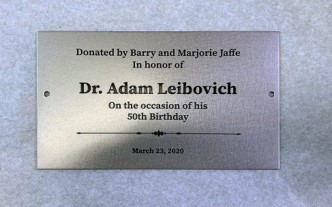 Donated by Barry and Marjorie Jaffe
In honor of
Dr. Adam Leibovich
On the occasion of his
50th Birthday
March 23, 2020